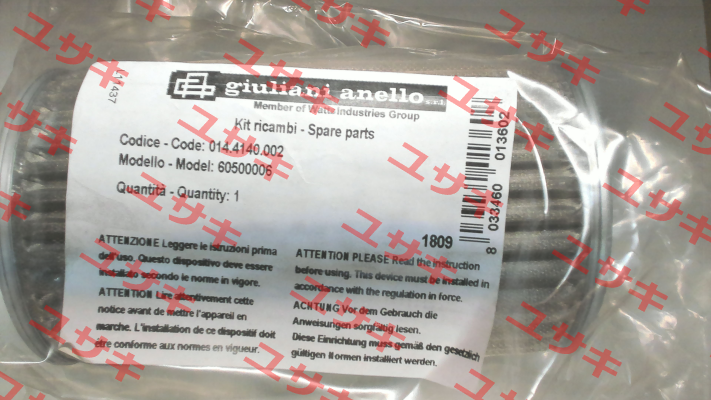 giuliani anello s.r.l.
Member of Watts Industries Group
Kit ricambi - Spare parts
Codice - Code: 014.4140.002
Modello - Model: 60500006
Quantità - Quantity: 1
11437
1809
8 033460 013602
ATTENZIONE Leggere le istruzioni prima
dell'uso. Questo dispositivo deve essere
installato secondo le norme in vigore.
ATTENTION Lire attentivement cette
notice avant de mettre l'appareil en
marche. L'installation de ce dispositif doit
être conforme aux normes en vigueur.
ATTENTION PLEASE Read the instruction
before using. This device must be installed in
accordance with the regulation in force.
ACHTUNG Vor dem Gebrauch die
Anweisungen sorgfältig lesen.
Diese Einrichtung muss gemäß den gesetzlich
gültigen Normen installiert werden.
ユサキ